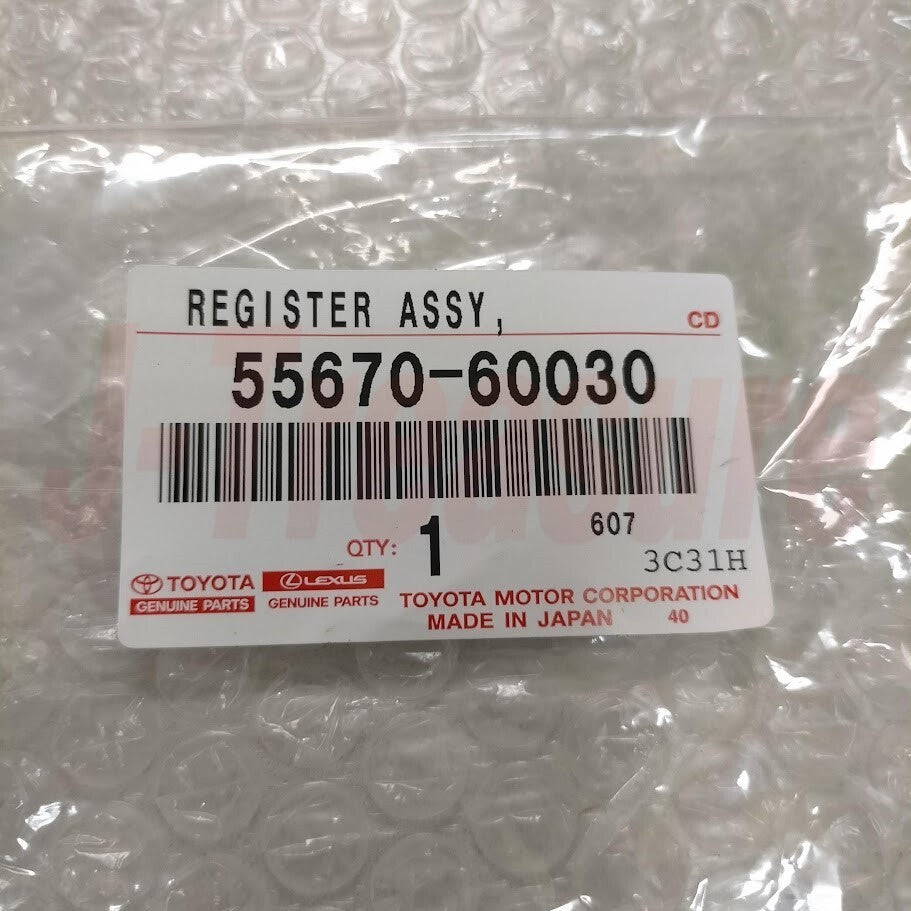 REGISTER ASSY,
CD
55670-60030
607
QTY: 1
3C31H
TOYOTA LEXUS
GENUINE PARTS GENUINE PARTS
TOYOTA MOTOR CORPORATION
MADE IN JAPAN 40
J-Treasure